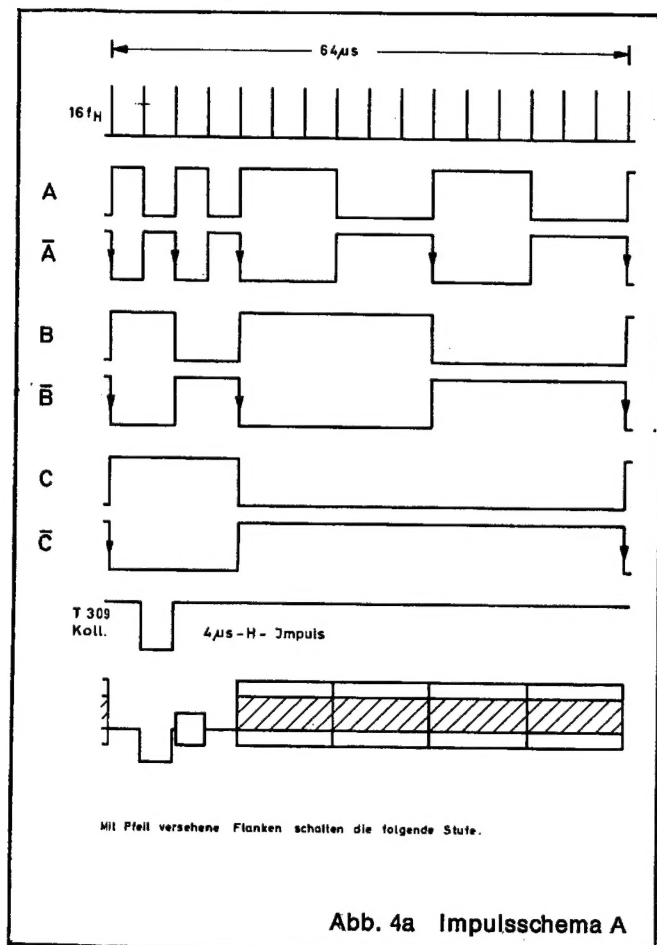 64µs
16fH
A
A̅
B
B̅
C
C̅
T 309
Koll.
4µs-H-Jmpuls
Mit Pfeil versehene Flanken schalten die folgende Stufe.
Abb. 4a Impulsschema A